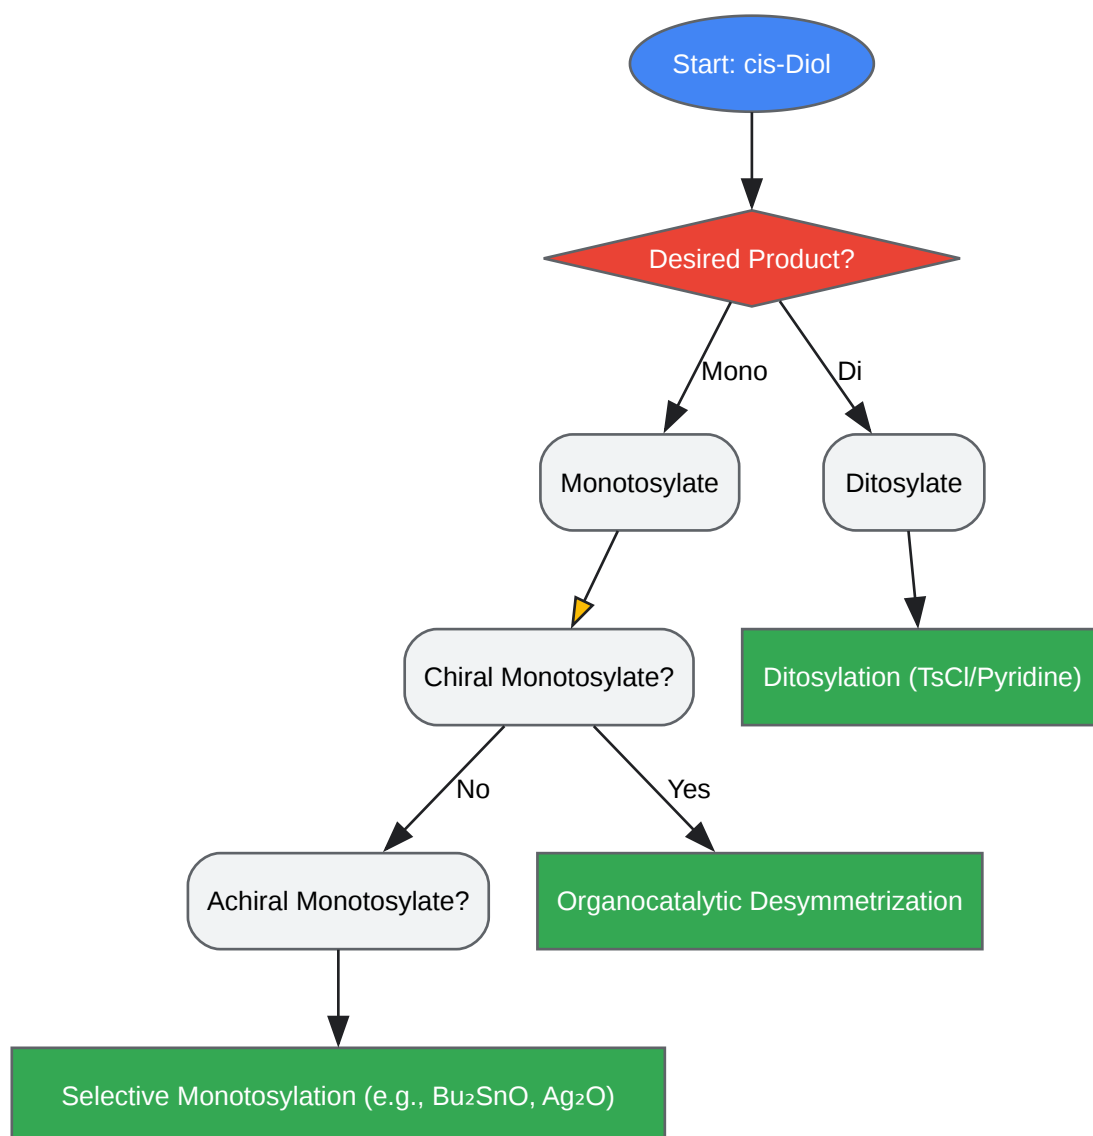 Start: cis-Diol
Desired Product?
Mono
Di
Monotosylate
Ditosylate
Chiral Monotosylate?
Ditosylation (TsCl/Pyridine)
No
Yes
Achiral Monotosylate?
Organocatalytic Desymmetrization
Selective Monotosylation (e.g., Bu₂SnO, Ag₂O)